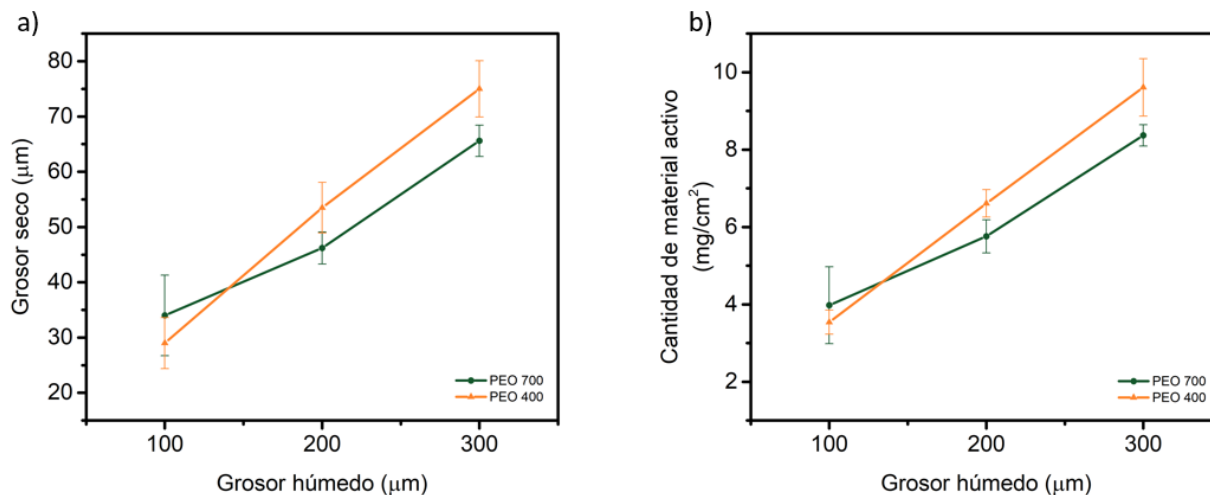 a)
Grosor seco (μm)
80
70
60
50
40
30
20
100
200
300
Grosor húmedo (μm)
PEO 700
PEO 400
b)
Cantidad de material activo
(mg/cm²)
10
8
6
4
2
100
200
300
Grosor húmedo (μm)
PEO 700
PEO 400